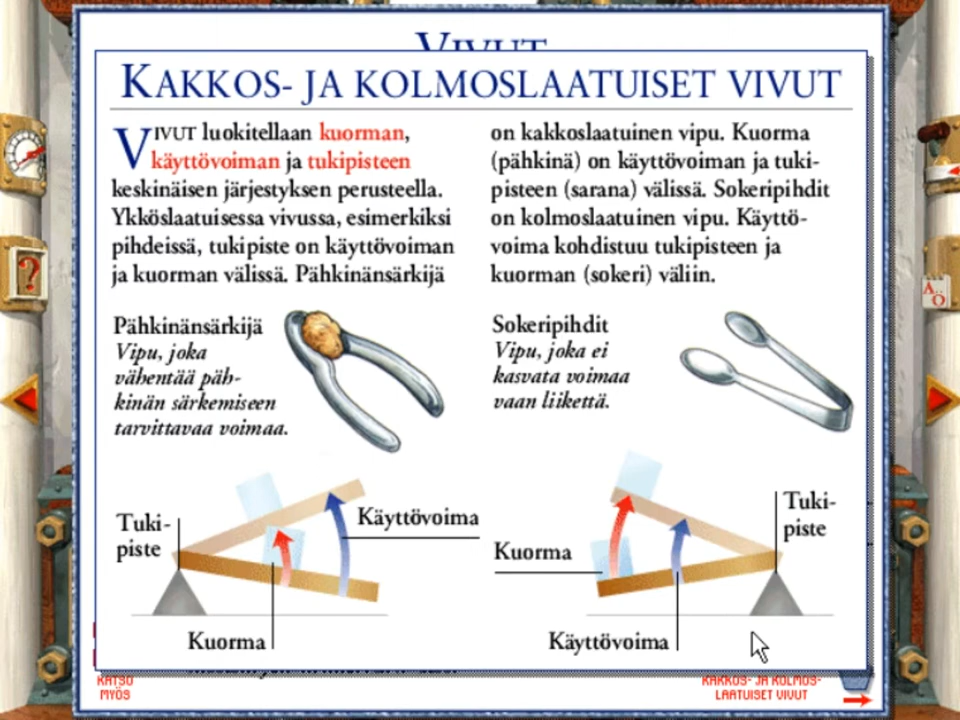 VIVUT
KAKKOS- JA KOLMOSLAATUISET VIVUT
VIVUT luokitellaan kuorman,
käyttövoiman ja tukipisteen
keskinäisen järjestyksen perusteella.
Ykköslaatuisessa vivussa, esimerkiksi
pihdeissä, tukipiste on käyttövoiman
ja kuorman välissä. Pähkinänsärkijä
on kakkoslaatuinen vipu. Kuorma
(pähkinä) on käyttövoiman ja tuki-
pisteen (sarana) välissä. Sokeripihdit
on kolmoslaatuinen vipu. Käyttö-
voima kohdistuu tukipisteen ja
kuorman (sokeri) väliin.
Pähkinänsärkijä
Vipu, joka
vähentää päh-
kinän särkemiseen
tarvittavaa voimaa.
Sokeripihdit
Vipu, joka ei
kasvata voimaa
vaan liikettä.
Tuki-
piste
Käyttövoima
Kuorma
Tuki-
piste
Kuorma
Käyttövoima
KATSO
MYÖS
KAKKOS- JA KOLMOS-
LAATUISET VIVUT
?
A..Ö